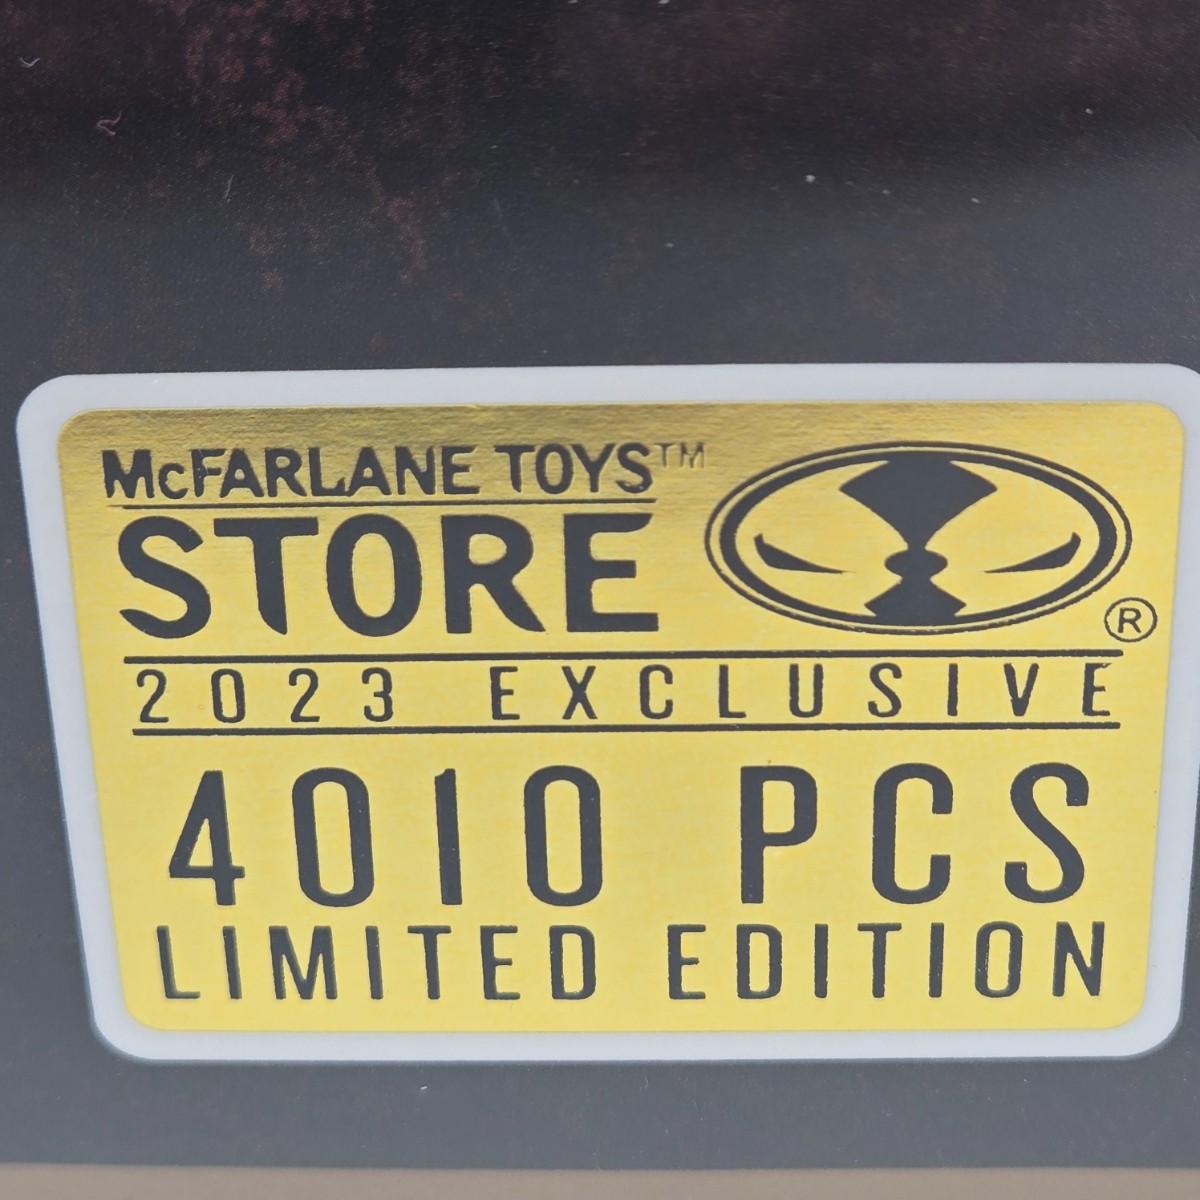 McFARLANE TOYS™
STORE
®
2023 EXCLUSIVE
4010 PCS
LIMITED EDITION